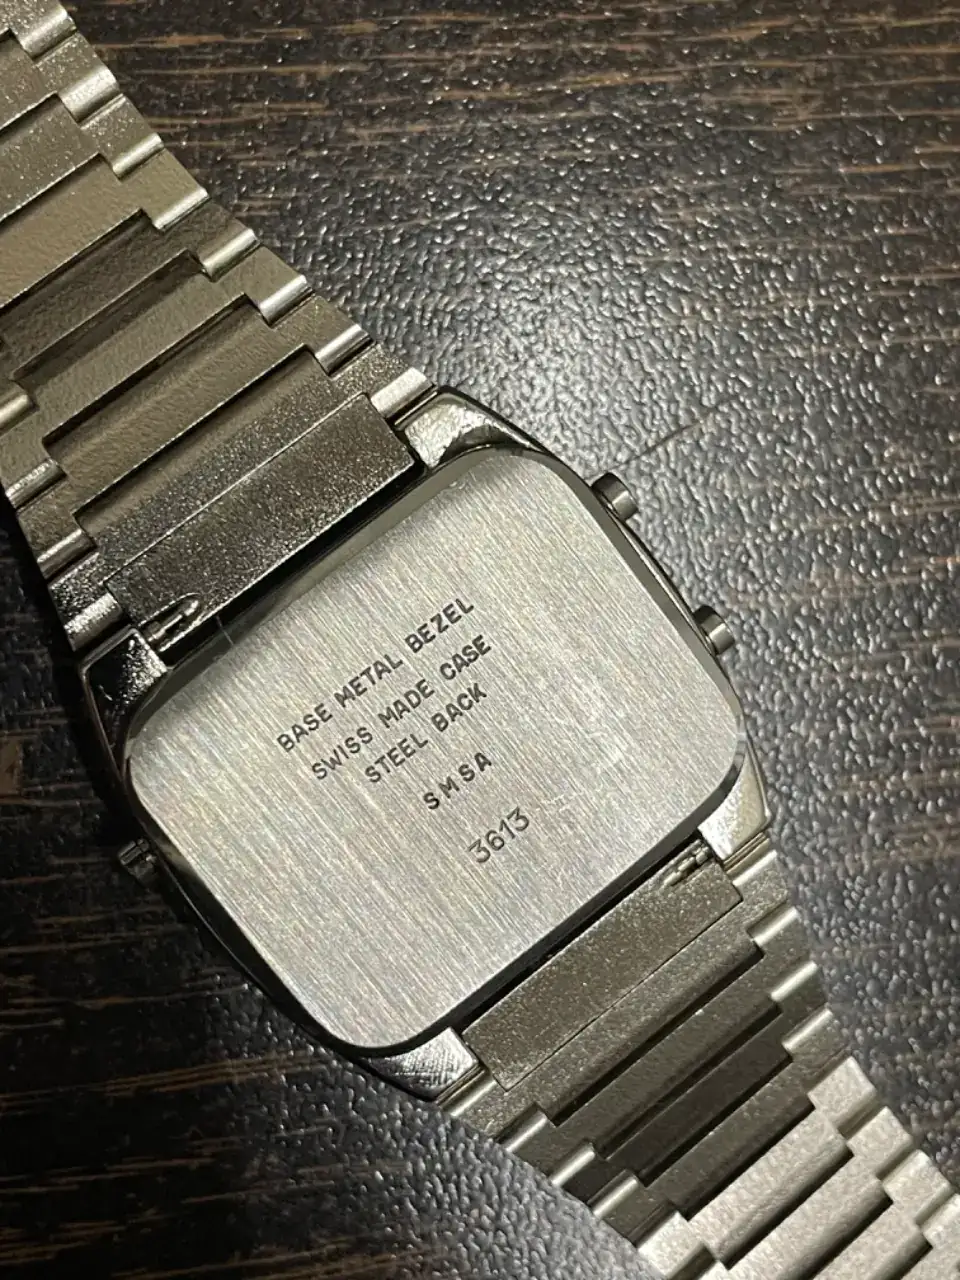 BASE METAL BEZEL
SWISS MADE CASE
STEEL BACK
SMSA
3613